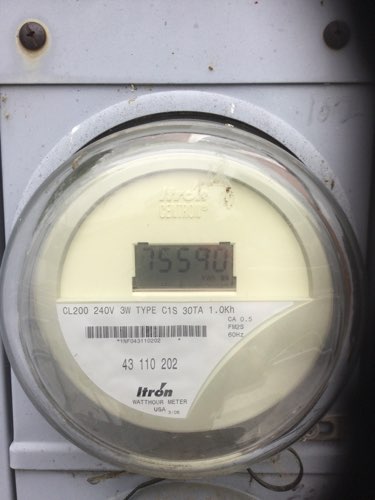 Itron
CENTRON
75590
CL200 240V 3W TYPE C1S 30TA 1.0Kh
CA 0.5
FM2S
60Hz
43 110 202
Itron
WATTHOUR METER
USA